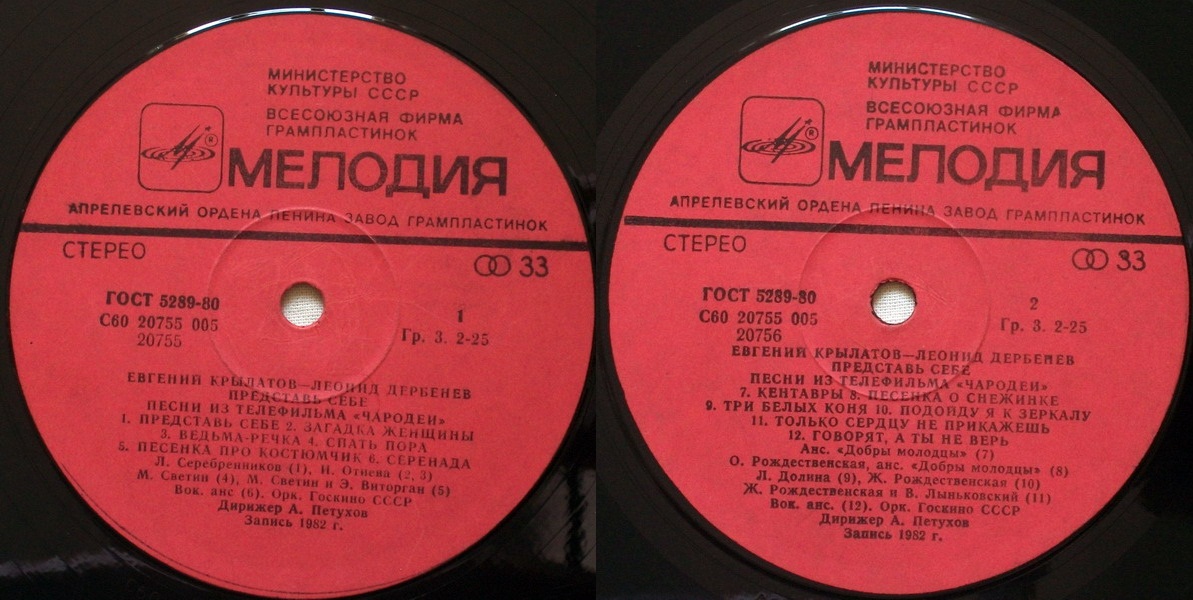 МИНИСТЕРСТВО
КУЛЬТУРЫ СССР
ВСЕСОЮЗНАЯ ФИРМА
ГРАМПЛАСТИНОК
®
МЕЛОДИЯ
АПРЕЛЕВСКИЙ ОРДЕНА ЛЕНИНА ЗАВОД ГРАМПЛАСТИНОК
СТЕРЕО
33
ГОСТ 5289-80
С60 20755 005
20755
1
Гр. 3. 2-25
ЕВГЕНИЙ КРЫЛАТОВ—ЛЕОНИД ДЕРБЕНЕВ
ПРЕДСТАВЬ СЕБЕ
ПЕСНИ ИЗ ТЕЛЕФИЛЬМА «ЧАРОДЕИ»
1. ПРЕДСТАВЬ СЕБЕ 2. ЗАГАДКА ЖЕНЩИНЫ
3. ВЕДЬМА-РЕЧКА 4. СПАТЬ ПОРА
5. ПЕСЕНКА ПРО КОСТЮМЧИК 6. СЕРЕНАДА
Л. Серебренников (1), И. Отиева (2, 3)
М. Светин (4), М. Светин и Э. Виторган (5)
Вок. анс (6). Орк. Госкино СССР
Дирижер А. Петухов
Запись 1982 г.
МИНИСТЕРСТВО
КУЛЬТУРЫ СССР
ВСЕСОЮЗНАЯ ФИРМА
ГРАМПЛАСТИНОК
®
МЕЛОДИЯ
АПРЕЛЕВСКИЙ ОРДЕНА ЛЕНИНА ЗАВОД ГРАМПЛАСТИНОК
СТЕРЕО
33
ГОСТ 5289-80
С60 20755 005
20756
2
Гр. 3. 2-25
ЕВГЕНИЙ КРЫЛАТОВ—ЛЕОНИД ДЕРБЕНЕВ
ПРЕДСТАВЬ СЕБЕ
ПЕСНИ ИЗ ТЕЛЕФИЛЬМА «ЧАРОДЕИ»
7. КЕНТАВРЫ 8. ПЕСЕНКА О СНЕЖИНКЕ
9. ТРИ БЕЛЫХ КОНЯ 10. ПОДОЙДУ Я К ЗЕРКАЛУ
11. ТОЛЬКО СЕРДЦУ НЕ ПРИКАЖЕШЬ
12. ГОВОРЯТ, А ТЫ НЕ ВЕРЬ
Анс. «Добры молодцы» (7)
О. Рождественская, анс. «Добры молодцы» (8)
Л. Долина (9), Ж. Рождественская (10)
Ж. Рождественская и В. Лыньковский (11)
Вок. анс. (12). Орк. Госкино СССР
Дирижер А. Петухов
Запись 1982 г.